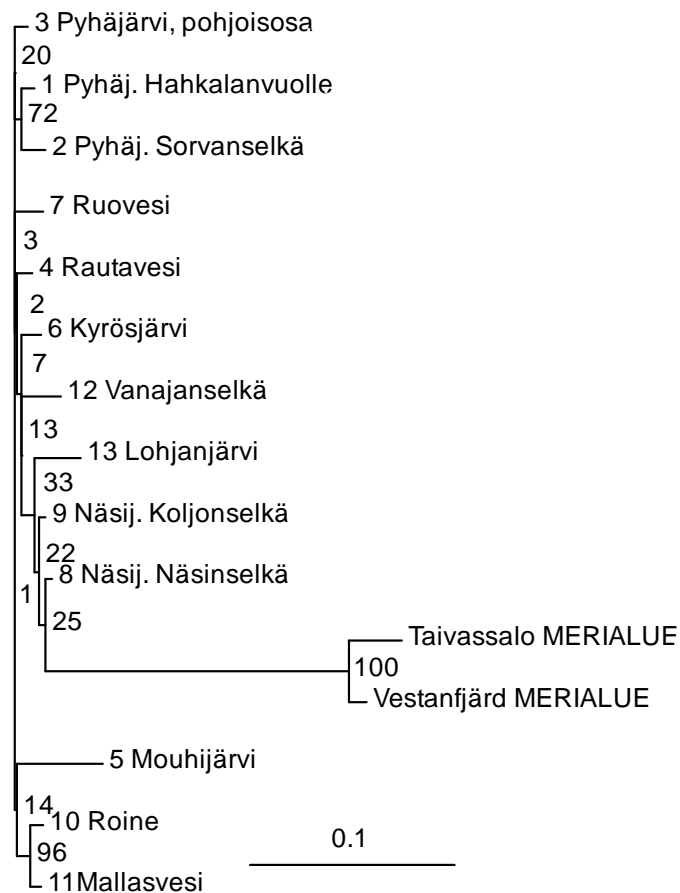 3 Pyhäjärvi, pohjoisosa
20
1 Pyhäj. Hahkalanvuolle
72
2 Pyhäj. Sorvanselkä
7 Ruovesi
3
4 Rautavesi
2
6 Kyrösjärvi
7
12 Vanajanselkä
13
13 Lohjanjärvi
33
9 Näsij. Koljonselkä
22
8 Näsij. Näsinselkä
1
25
Taivassalo MERIALUE
100
Vestanfjärd MERIALUE
5 Mouhijärvi
14
10 Roine
0.1
96
11Mallasvesi